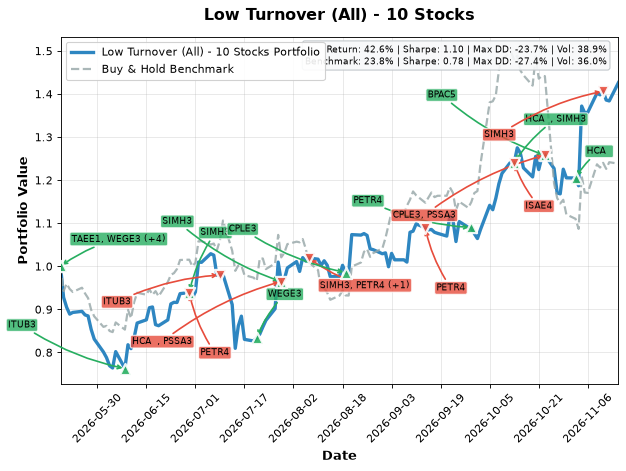 Low Turnover (All) - 10 Stocks
Low Turnover (All) - 10 Stocks Portfolio
Buy & Hold Benchmark
Return: 42.6% | Sharpe: 1.10 | Max DD: -23.7% | Vol: 38.9%
Benchmark: 23.8% | Sharpe: 0.78 | Max DD: -27.4% | Vol: 36.0%
Portfolio Value
1.5
1.4
1.3
1.2
1.1
1.0
0.9
0.8
BPAC5
HCA , SIMH3
SIMH3
HCA
PETR4
ISAE4
CPLE3, PSSA3
SIMH3
SIMH3
CPLE3
TAEE1, WEGE3 (+4)
SIMH3, PETR4 (+1)
PETR4
WEGE3
ITUB3
ITUB3
HCA , PSSA3
PETR4
2026-05-30
2026-06-15
2026-07-01
2026-07-17
2026-08-02
2026-08-18
2026-09-03
2026-09-19
2026-10-05
2026-10-21
2026-11-06
Date